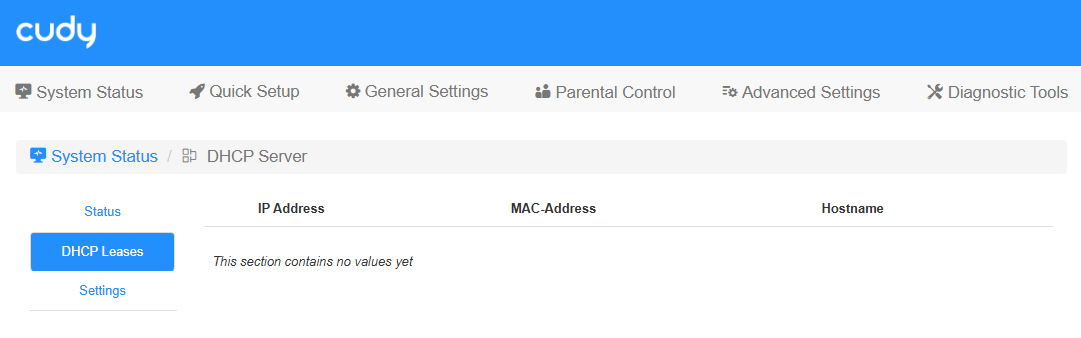 cudy
System Status Quick Setup General Settings Parental Control Advanced Settings Diagnostic Tools
System Status / DHCP Server
Status
DHCP Leases
Settings
IP Address MAC-Address Hostname
This section contains no values yet